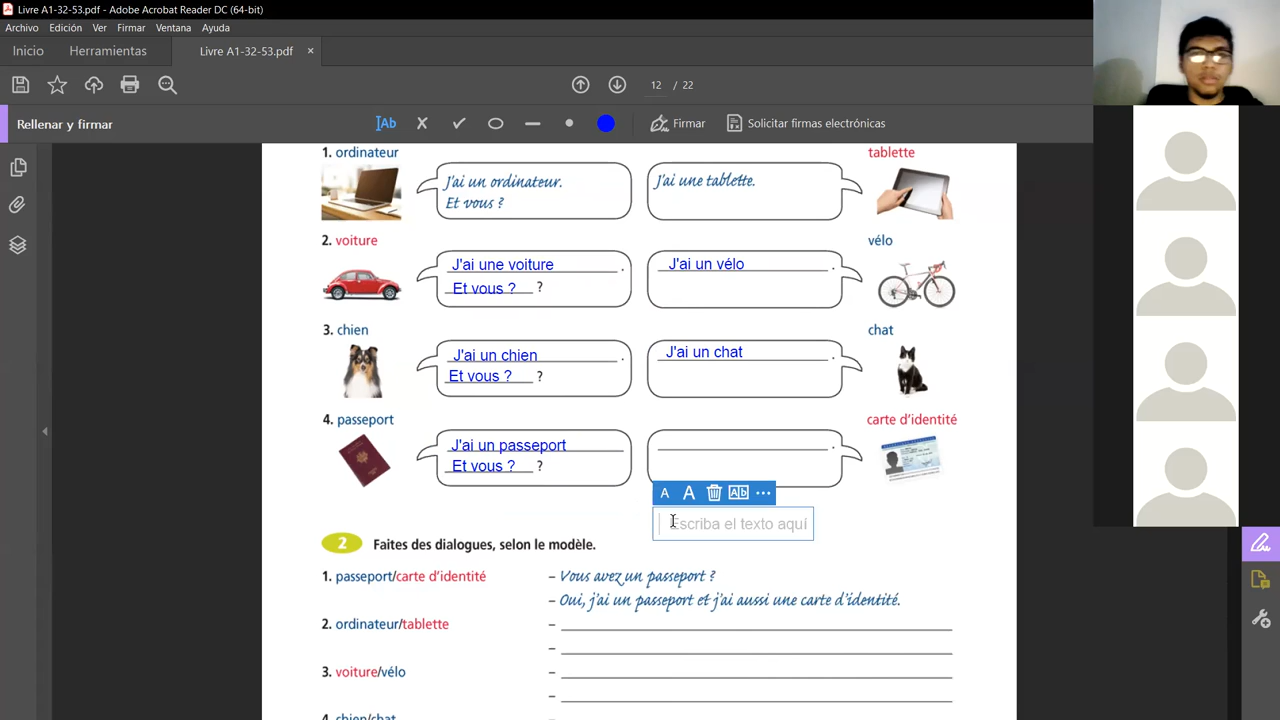 Livre A1-32-53.pdf - Adobe Acrobat Reader DC (64-bit)
Archivo Edición Ver Firmar Ventana Ayuda
Inicio Herramientas Livre A1-32-53.pdf ×
12 / 22
Rellenar y firmar
Ab Firmar Solicitar firmas electrónicas
1. ordinateur
J'ai un ordinateur.
Et vous ?
J'ai une tablette.
tablette
2. voiture
J'ai une voiture.
Et vous ? ?
J'ai un vélo.
vélo
3. chien
J'ai un chien.
Et vous ? ?
J'ai un chat.
chat
4. passeport
J'ai un passeport
Et vous ? ?
.
carte d'identité
A A Ab ...
Escriba el texto aquí
2 Faites des dialogues, selon le modèle.
1. passeport/carte d'identité
– Vous avez un passeport ?
– Oui, j'ai un passeport et j'ai aussi une carte d'identité.
2. ordinateur/tablette
–
–
3. voiture/vélo
–
–
4. chien/chat